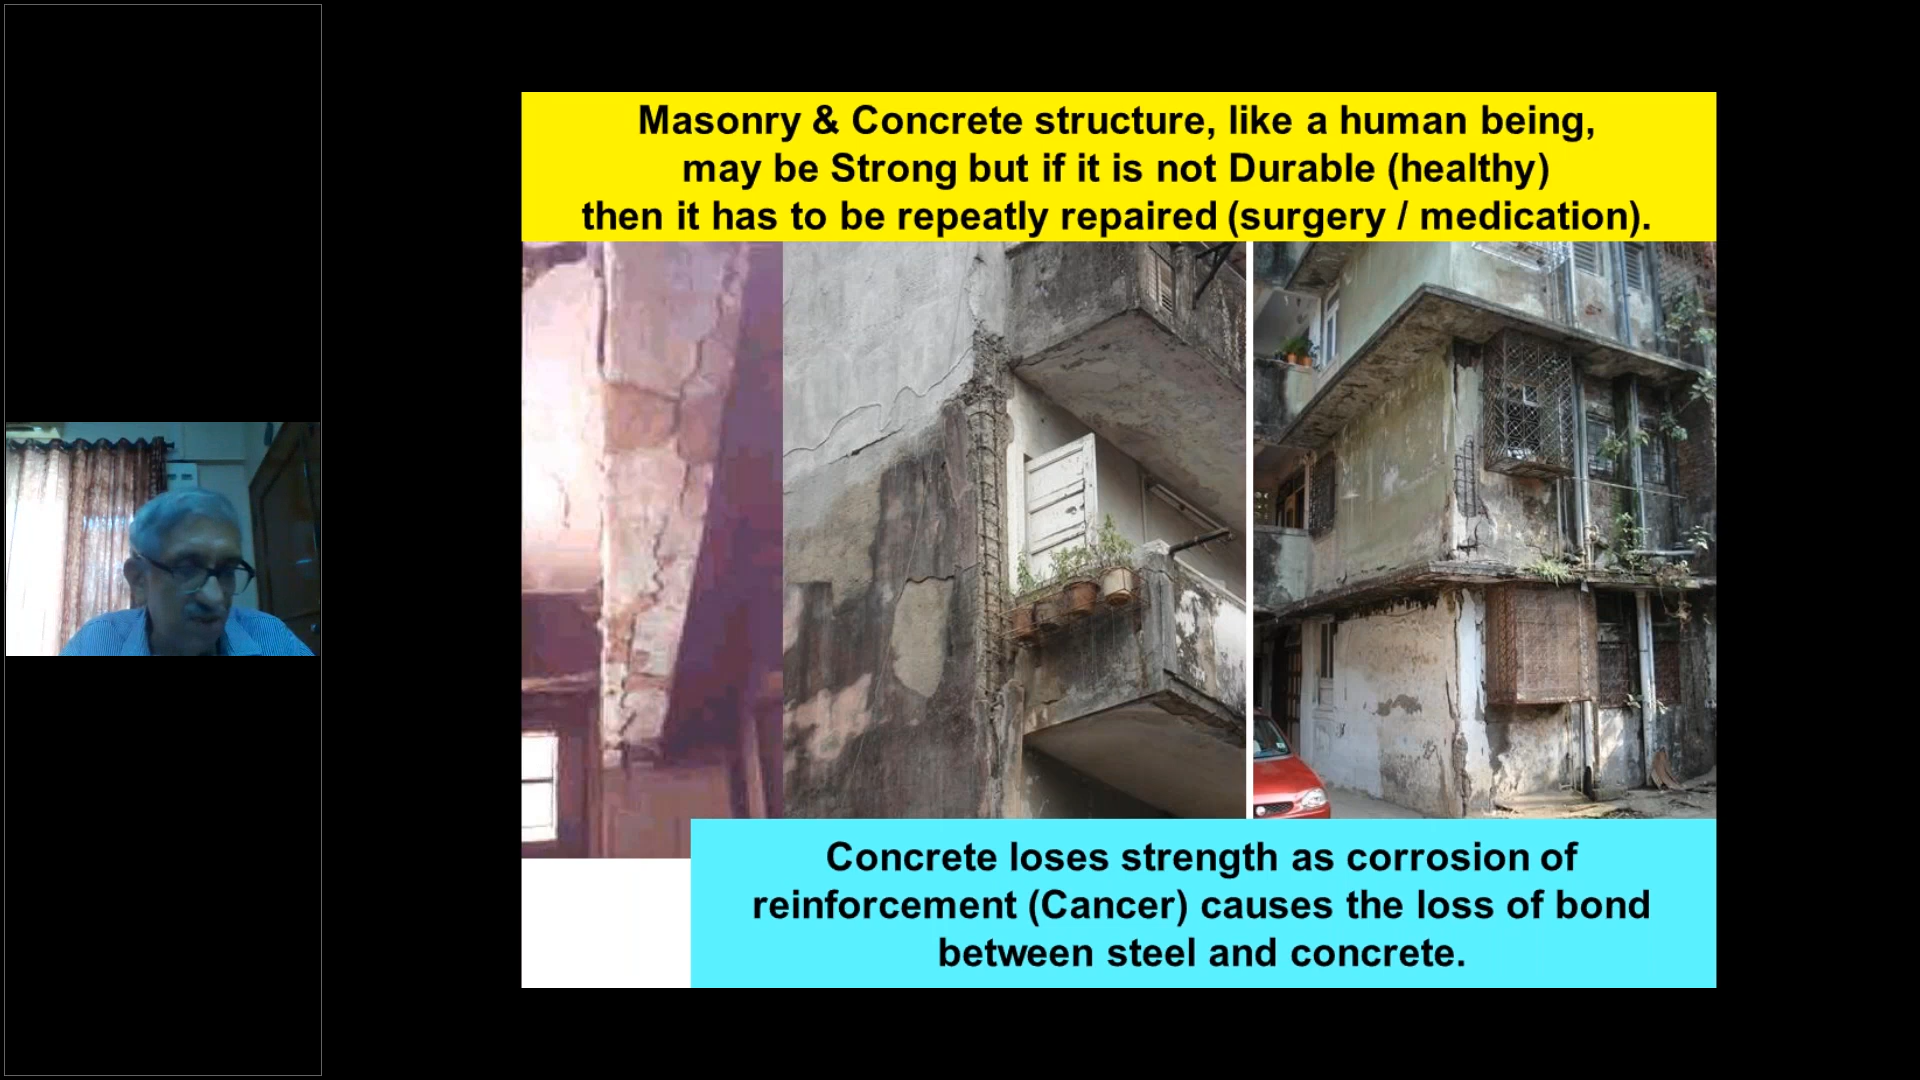 Masonry & Concrete structure, like a human being,
may be Strong but if it is not Durable (healthy)
then it has to be repeatly repaired (surgery / medication).
Concrete loses strength as corrosion of
reinforcement (Cancer) causes the loss of bond
between steel and concrete.